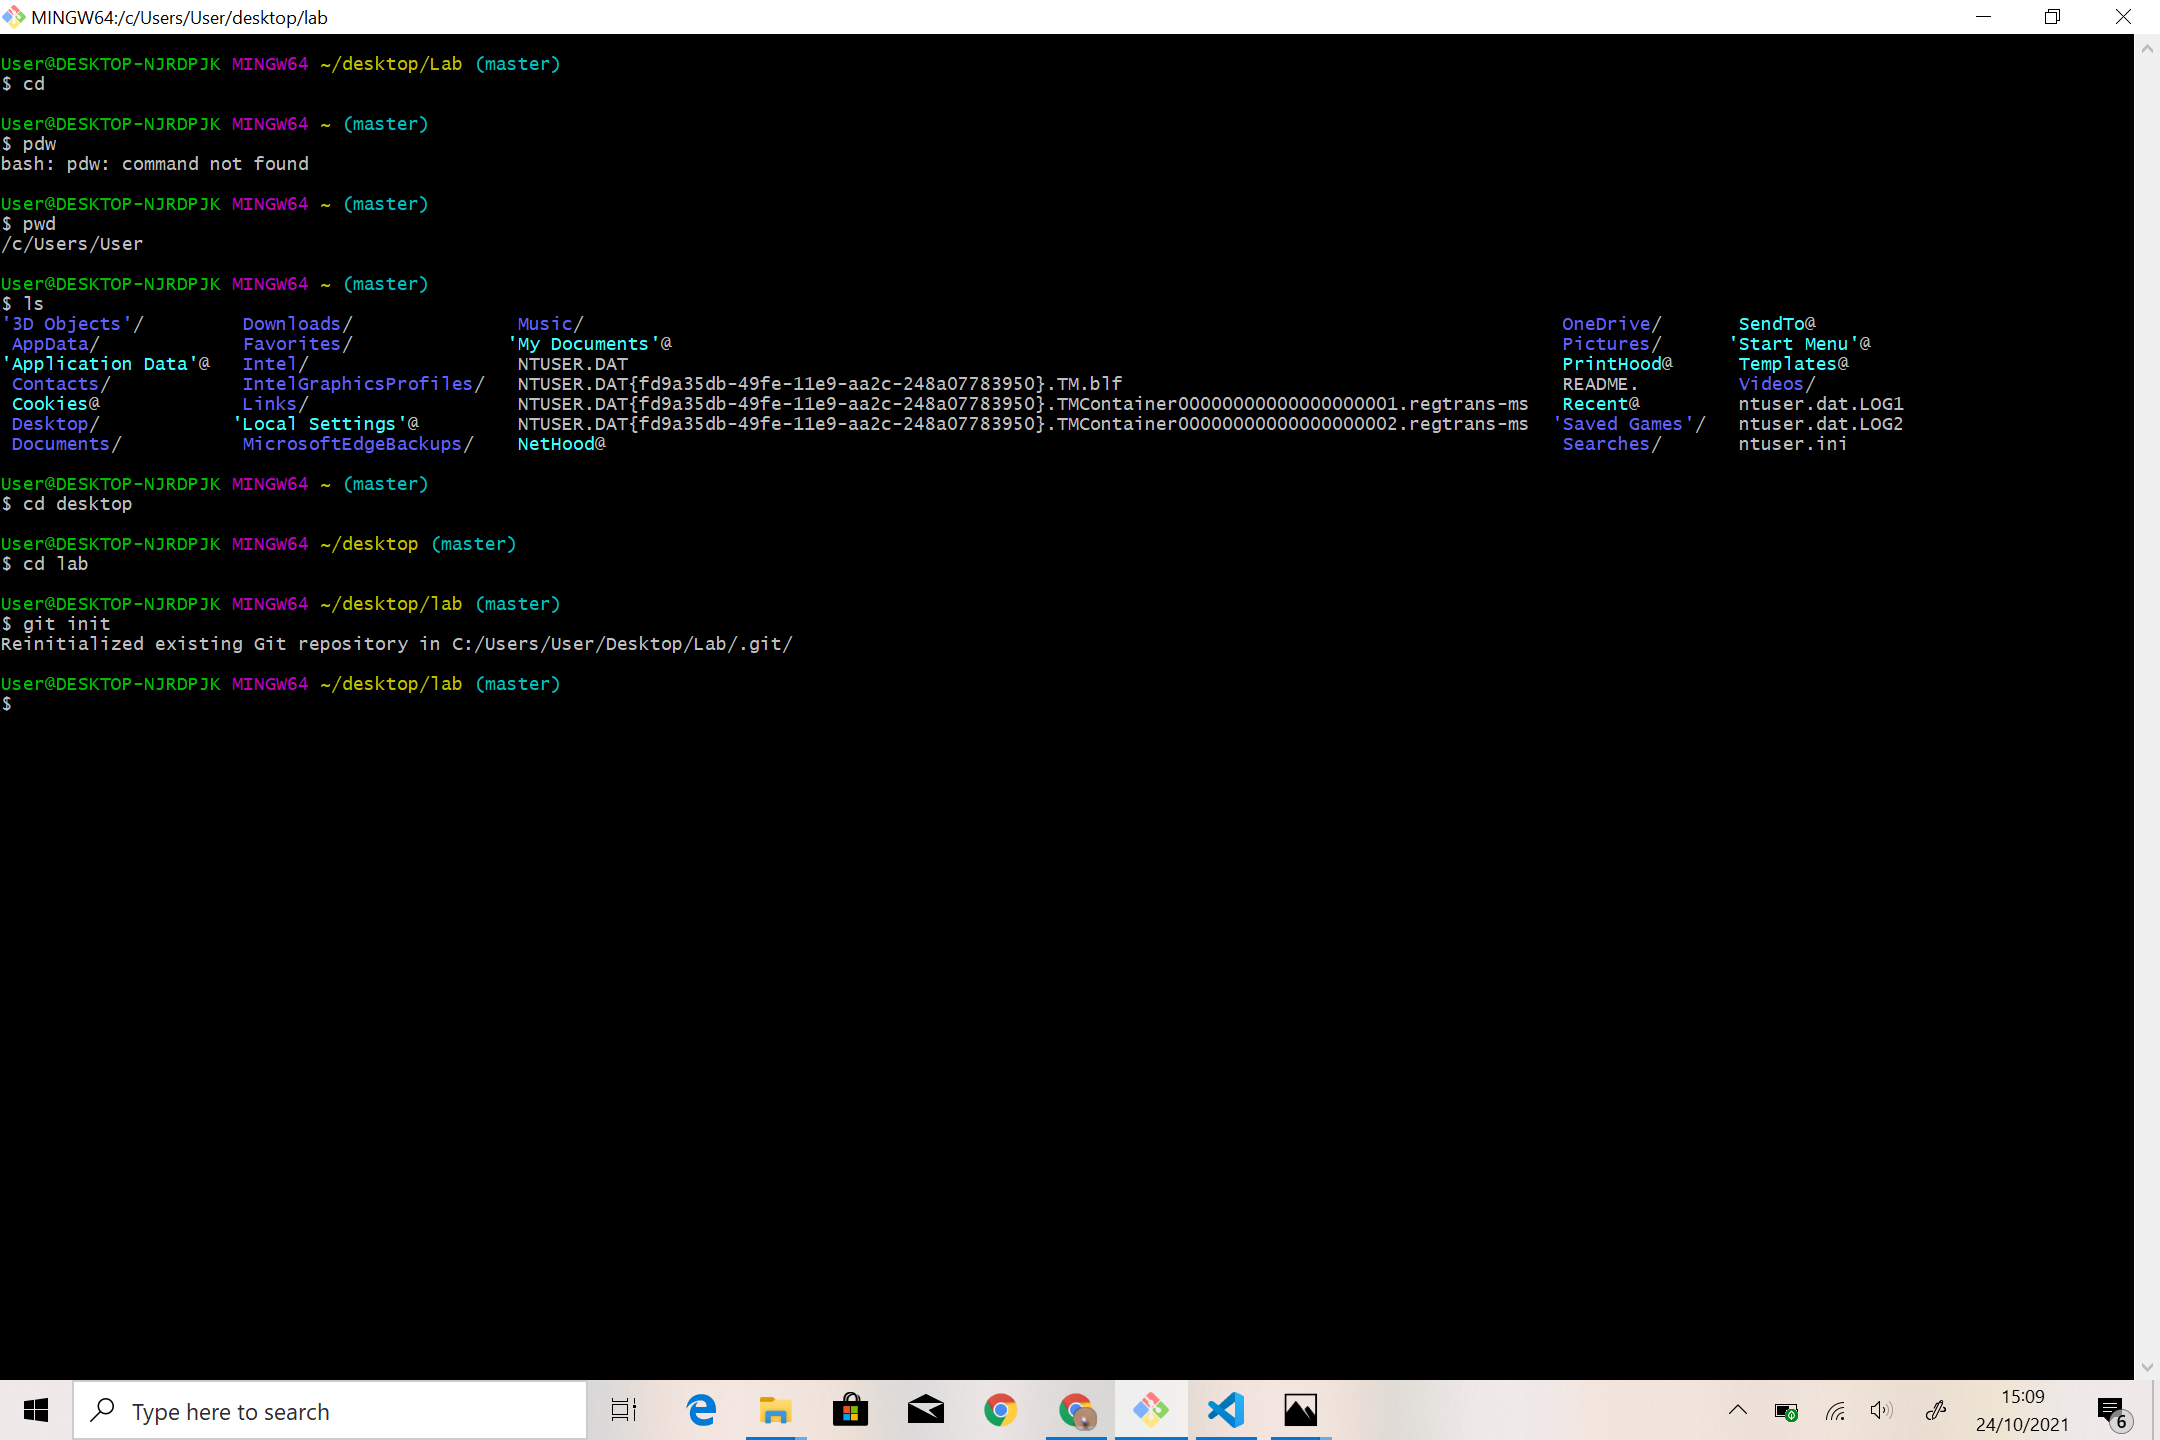 MINGW64:/c/Users/User/desktop/lab
User@DESKTOP-NJRDPJK MINGW64 ~/desktop/Lab (master)
$ cd
User@DESKTOP-NJRDPJK MINGW64 ~ (master)
$ pdw
bash: pdw: command not found
User@DESKTOP-NJRDPJK MINGW64 ~ (master)
$ pwd
/c/Users/User
User@DESKTOP-NJRDPJK MINGW64 ~ (master)
$ ls
'3D Objects'/ Downloads/ Music/ OneDrive/ SendTo@
AppData/ Favorites/ 'My Documents'@ Pictures/ 'Start Menu'@
'Application Data'@ Intel/ NTUSER.DAT PrintHood@ Templates@
Contacts/ IntelGraphicsProfiles/ NTUSER.DAT{fd9a35db-49fe-11e9-aa2c-248a07783950}.TM.blf README. Videos/
Cookies@ Links/ NTUSER.DAT{fd9a35db-49fe-11e9-aa2c-248a07783950}.TMContainer00000000000000000001.regtrans-ms Recent@ ntuser.dat.LOG1
Desktop/ 'Local Settings'@ NTUSER.DAT{fd9a35db-49fe-11e9-aa2c-248a07783950}.TMContainer00000000000000000002.regtrans-ms 'Saved Games'/ ntuser.dat.LOG2
Documents/ MicrosoftEdgeBackups/ NetHood@ Searches/ ntuser.ini
User@DESKTOP-NJRDPJK MINGW64 ~ (master)
$ cd desktop
User@DESKTOP-NJRDPJK MINGW64 ~/desktop (master)
$ cd lab
User@DESKTOP-NJRDPJK MINGW64 ~/desktop/lab (master)
$ git init
Reinitialized existing Git repository in C:/Users/User/Desktop/Lab/.git/
User@DESKTOP-NJRDPJK MINGW64 ~/desktop/lab (master)
$
Type here to search
15:09
24/10/2021
6